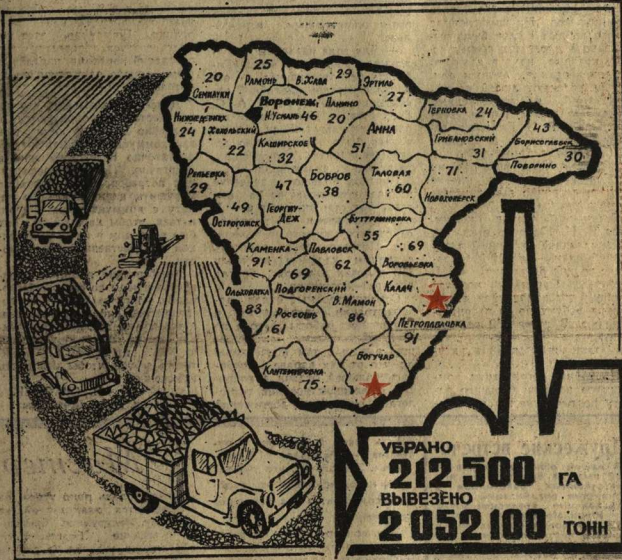 20
СЕМИЛУКИ
25
РАМОНЬ
В.ХАВА
29
ЭРТИЛЬ
27
ТЕРНОВКА
24
ВОРОНЕЖ
Н.УСМАНЬ 46
ПАНИНО
20
АННА
51
ГРИБАНОВСКИЙ
31
43
БОРИСОГЛЕБСК
ПОВОРИНО
30
НИЖНЕДЕВИЦК
24
ХОХОЛЬСКИЙ
22
КАШИРСКОЕ
32
РЕПЬЕВКА
29
47
ГЕОРГИУ-
ДЕЖ
БОБРОВ
38
ТАЛОВАЯ
60
71
НОВОХОПЕРСК
49
ОСТРОГОЖСК
БУТУРЛИНОВКА
55
69
ВОРОБЬЕВКА
КАМЕНКА
91
ПАВЛОВСК
62
69
ПОДГОРЕНСКИЙ
КАЛАЧ
ОЛЬХОВАТКА
83
РОССОШЬ
61
В.МАМОН
86
ПЕТРОПАВЛОВКА
91
БОГУЧАР
КАНТЕМИРОВКА
75
УБРАНО
212 500 ГА
ВЫВЕЗЕНО
2 052 100 ТОНН